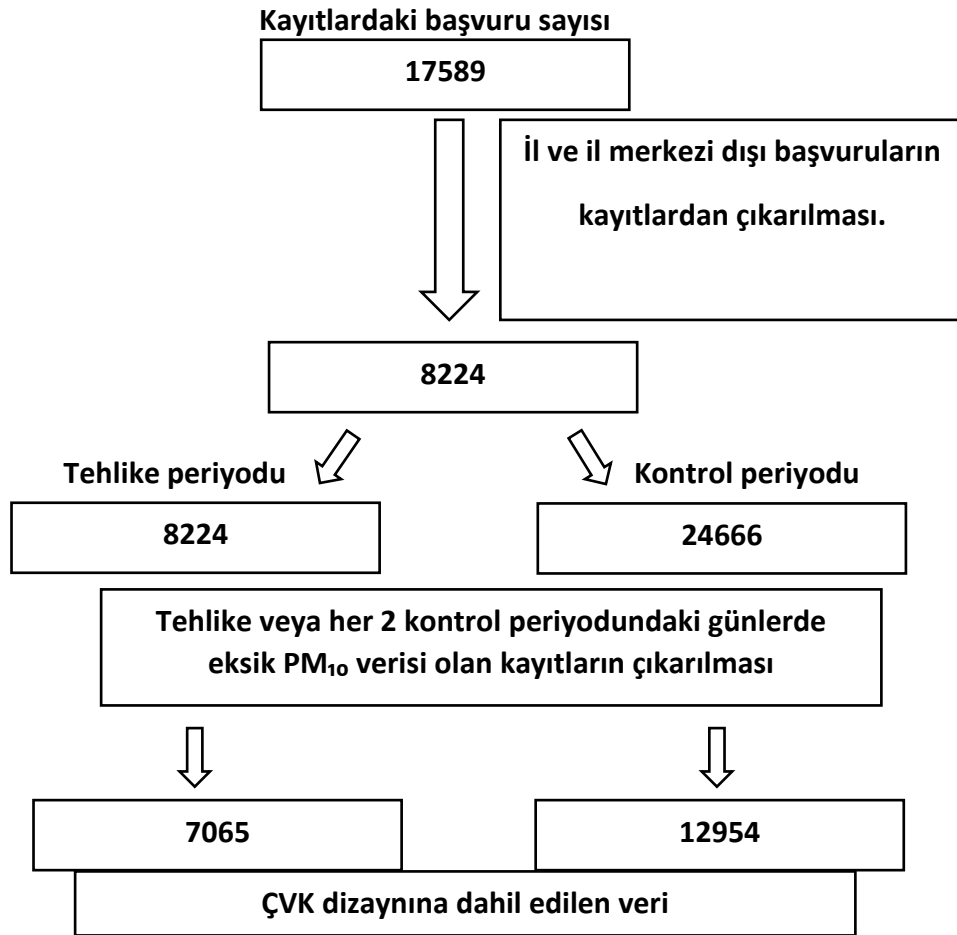 Kayıtlardaki başvuru sayısı
17589
İl ve il merkezi dışı başvuruların
kayıtlardan çıkarılması.
8224
Tehlike periyodu
Kontrol periyodu
8224
24666
Tehlike veya her 2 kontrol periyodundaki günlerde
eksik PM₁₀ verisi olan kayıtların çıkarılması
7065
12954
ÇVK dizaynına dahil edilen veri